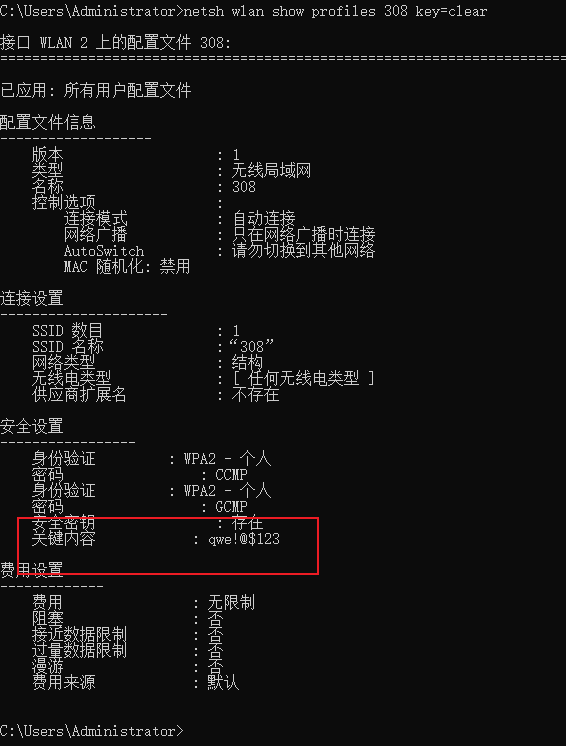 C:\Users\Administrator>netsh wlan show profiles 308 key=clear
接口 WLAN 2 上的配置文件 308:
=======================================================================
已应用: 所有用户配置文件
配置文件信息
-------------------
版本 : 1
类型 : 无线局域网
名称 : 308
控制选项 :
连接模式 : 自动连接
网络广播 : 只在网络广播时连接
AutoSwitch : 请勿切换到其他网络
MAC 随机化: 禁用
连接设置
---------------------
SSID 数目 : 1
SSID 名称 :“308”
网络类型 : 结构
无线电类型 : [ 任何无线电类型 ]
供应商扩展名 : 不存在
安全设置
-----------------
身份验证 : WPA2 - 个人
密码 : CCMP
身份验证 : WPA2 - 个人
密码 : GCMP
安全密钥 : 存在
关键内容 : qwe!@$123
费用设置
-------------
费用 : 无限制
阻塞 : 否
接近数据限制 : 否
过量数据限制 : 否
漫游 : 否
费用来源 : 默认
C:\Users\Administrator>